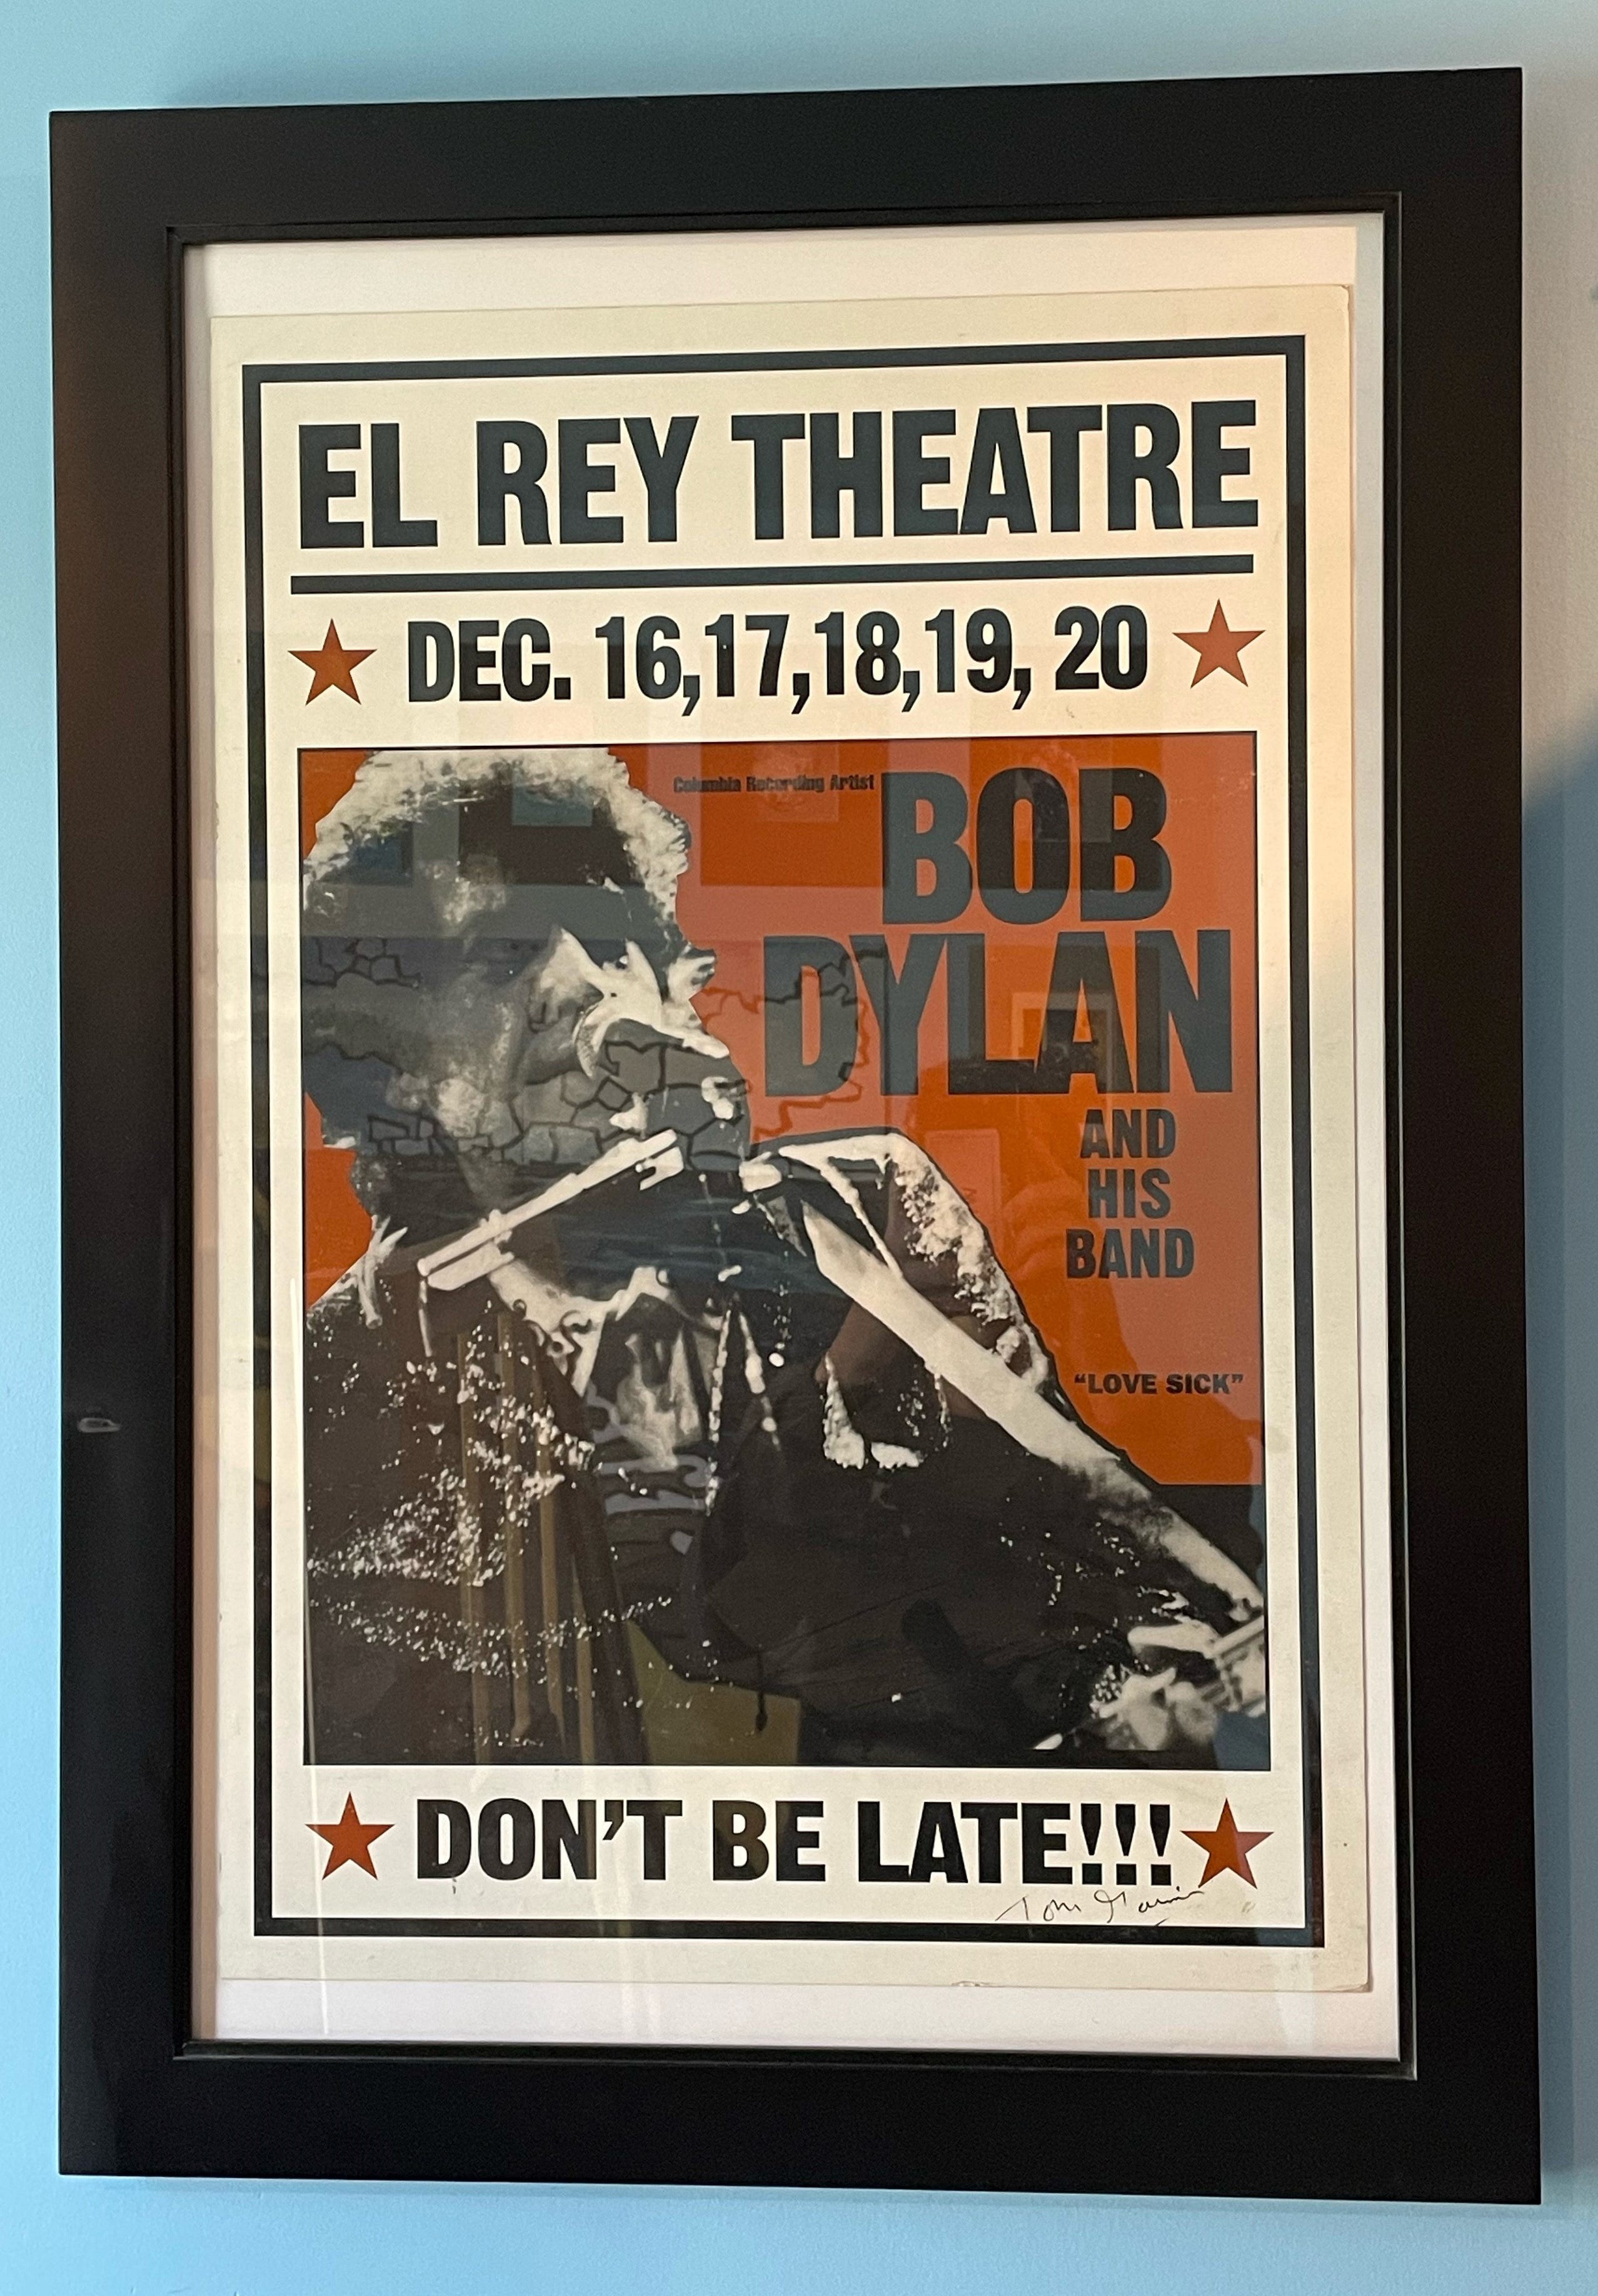 EL REY THEATRE
DEC. 16,17,18,19, 20
Columbia Recording Artist
BOB
DYLAN
AND
HIS
BAND
“LOVE SICK”
DON’T BE LATE!!!
Tom